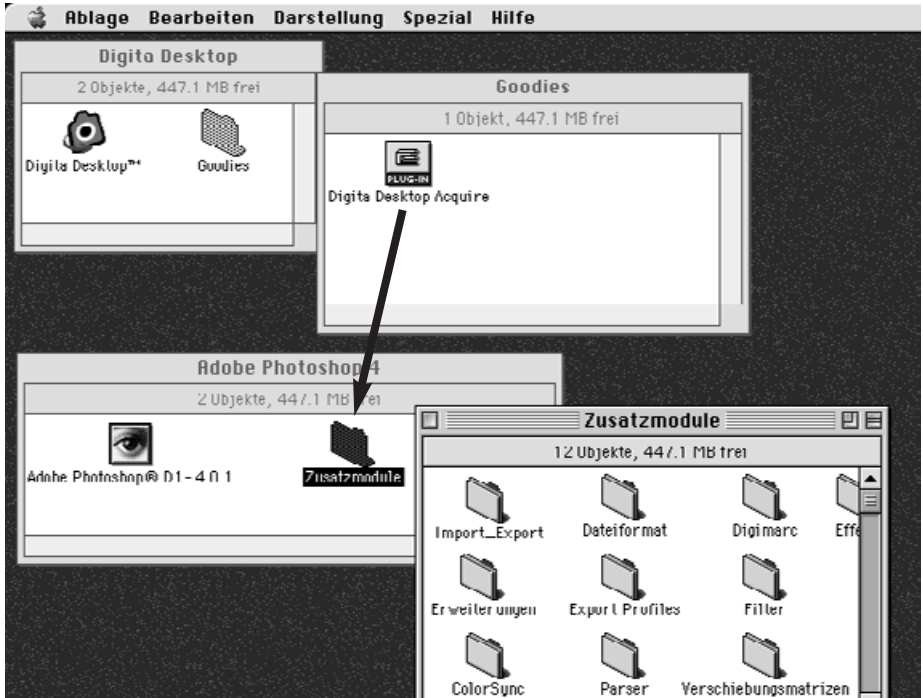 Ablage Bearbeiten Darstellung Spezial Hilfe
Digita Desktop
2 Objekte, 447.1 MB frei
Digita Desktop™
Goodies
Goodies
1 Objekt, 447.1 MB frei
PLUG-IN
Digita Desktop Acquire
Adobe Photoshop 4
2 Objekte, 447.1 MB frei
Adobe Photoshop® D1-4.0.1
Zusatzmodule
Zusatzmodule
12 Objekte, 447.1 MB frei
Import_Export Dateiformat Digimarc Effe
Erweiterungen Export Profiles Filter
ColorSync Parser Verschiebungsmatrizen